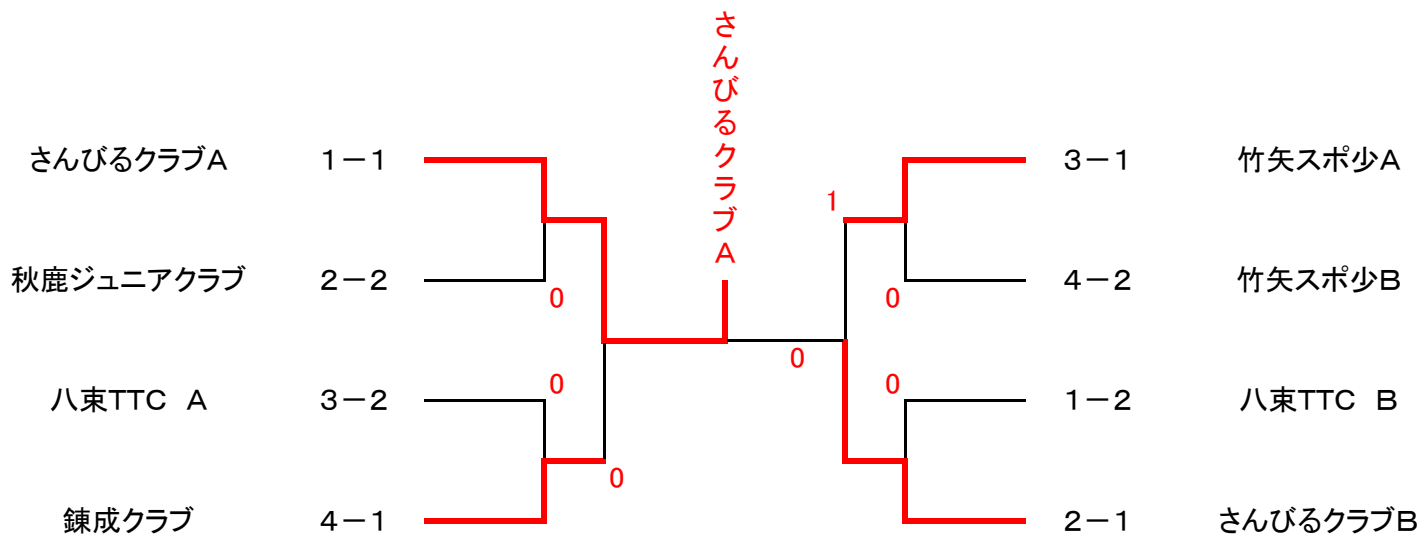 さんびるクラブA
さんびるクラブA 1-1
3-1 竹矢スポ少A
1
秋鹿ジュニアクラブ 2-2
4-2 竹矢スポ少B
0
0
0
八束TTC A 3-2
0
0
1-2 八束TTC B
0
錬成クラブ 4-1
2-1 さんびるクラブB